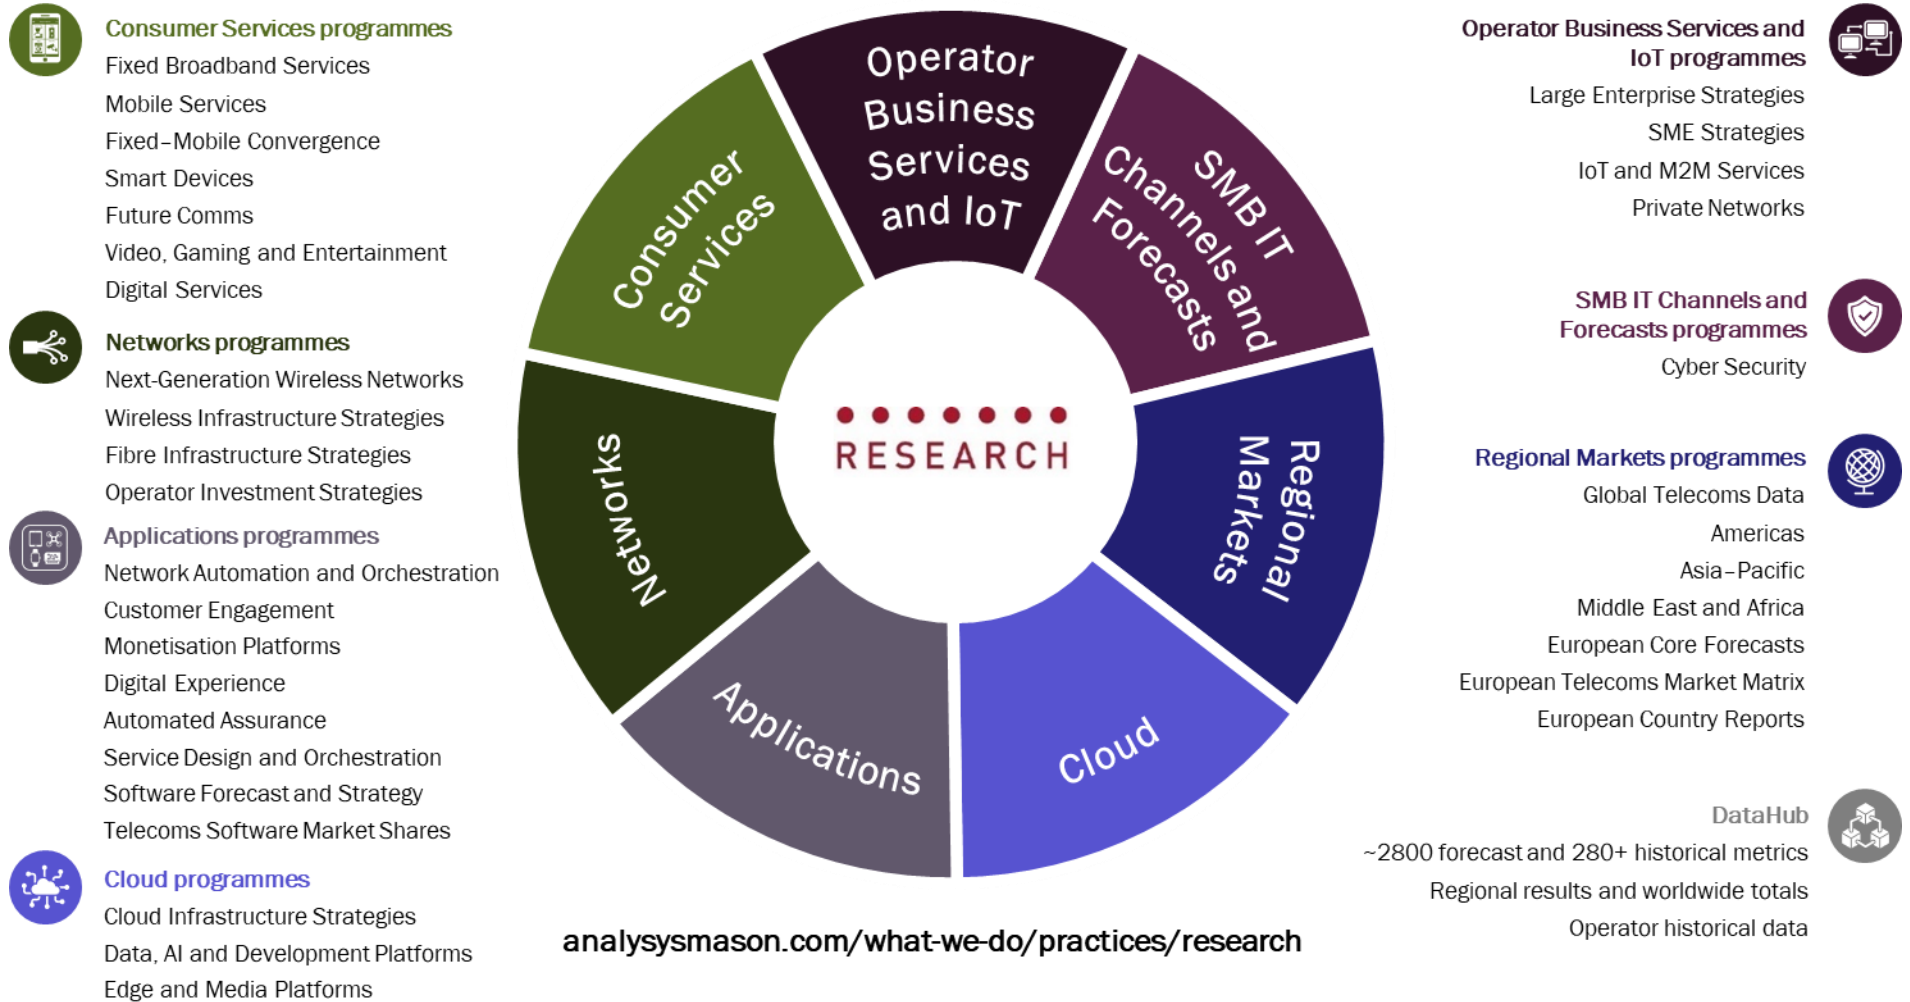 Consumer Services programmes
Fixed Broadband Services
Mobile Services
Fixed–Mobile Convergence
Smart Devices
Future Comms
Video, Gaming and Entertainment
Digital Services
Networks programmes
Next-Generation Wireless Networks
Wireless Infrastructure Strategies
Fibre Infrastructure Strategies
Operator Investment Strategies
Applications programmes
Network Automation and Orchestration
Customer Engagement
Monetisation Platforms
Digital Experience
Automated Assurance
Service Design and Orchestration
Software Forecast and Strategy
Telecoms Software Market Shares
Cloud programmes
Cloud Infrastructure Strategies
Data, AI and Development Platforms
Edge and Media Platforms
Operator
Business
Services
and IoT
SMB IT
Channels and
Forecasts
Regional
Markets
Cloud
Applications
Networks
Consumer
Services
RESEARCH
analysysmason.com/what-we-do/practices/research
Operator Business Services and
IoT programmes
Large Enterprise Strategies
SME Strategies
IoT and M2M Services
Private Networks
SMB IT Channels and
Forecasts programmes
Cyber Security
Regional Markets programmes
Global Telecoms Data
Americas
Asia–Pacific
Middle East and Africa
European Core Forecasts
European Telecoms Market Matrix
European Country Reports
DataHub
~2800 forecast and 280+ historical metrics
Regional results and worldwide totals
Operator historical data